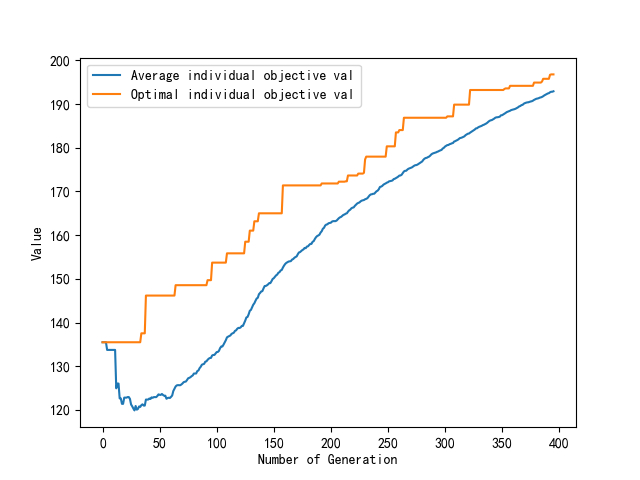 Average individual objective val
Optimal individual objective val
200
190
180
170
160
150
140
130
120
Value
0 50 100 150 200 250 300 350 400
Number of Generation